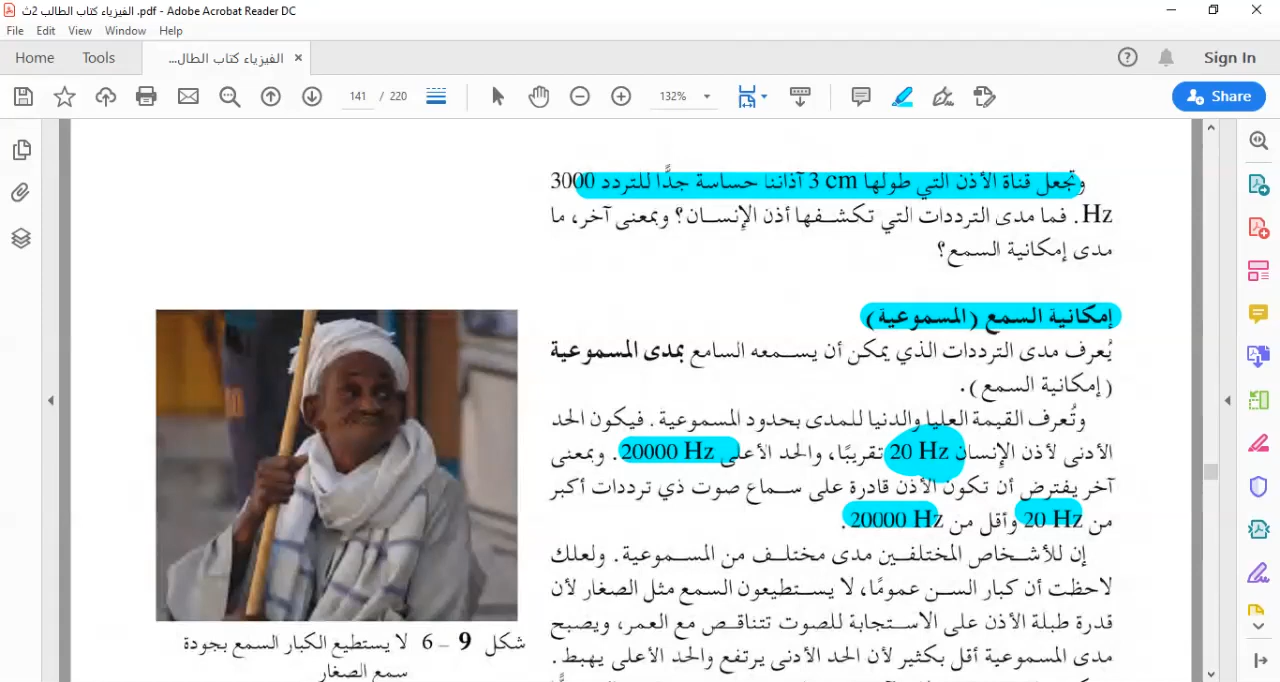 الفيزياء كتاب الطالب 2ث .pdf - Adobe Acrobat Reader DC
File Edit View Window Help
Home Tools الفيزياء كتاب الطال... × Sign In
141 / 220 132% Share
وتجعل قناة الأذن التي طولها 3 cm آذاننا حساسة جدًّا للتردد 3000
Hz. فما مدى الترددات التي تكشفها أذن الإنسان؟ وبمعنى آخر، ما
مدى إمكانية السمع؟
إمكانية السمع (المسموعية)
يُعرف مدى الترددات الذي يمكن أن يسمعه السامع بمدى المسموعية
(إمكانية السمع).
وتُعرف القيمة العليا والدنيا للمدى بحدود المسموعية. فيكون الحد
الأدنى لأذن الإنسان 20 Hz تقريبًا، والحد الأعلى 20000 Hz. وبمعنى
آخر يفترض أن تكون الأذن قادرة على سماع صوت ذي ترددات أكبر
من 20 Hz وأقل من 20000 Hz.
إن للأشخاص المختلفين مدى مختلف من المسموعية. ولعلك
لاحظت أن كبار السن عمومًا، لا يستطيعون السمع مثل الصغار لأن
قدرة طبلة الأذن على الاستجابة للصوت تتناقص مع العمر، ويصبح
مدى المسموعية أقل بكثير لأن الحد الأدنى يرتفع والحد الأعلى يهبط.
شكل 9 – 6 لا يستطيع الكبار السمع بجودة
سمع الصغار